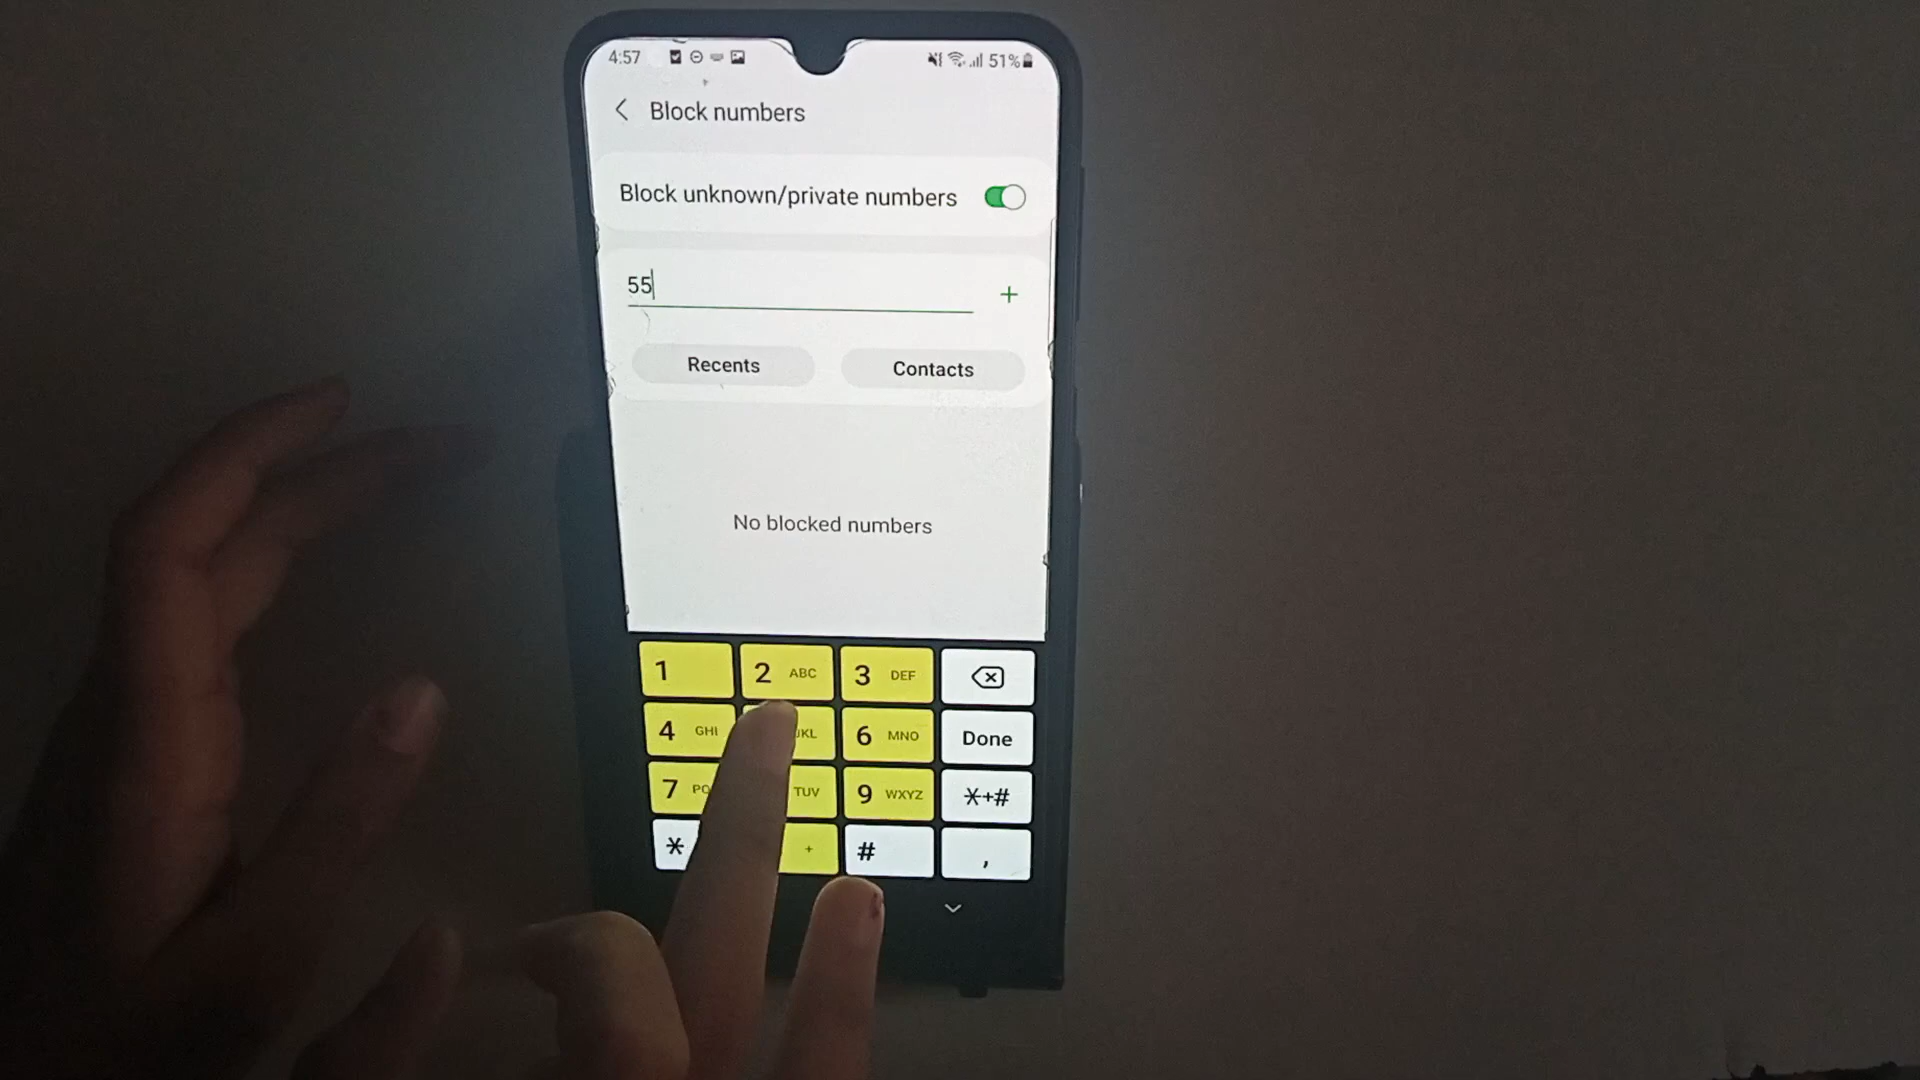 4:57 51%
Block numbers
Block unknown/private numbers
55 +
Recents Contacts
No blocked numbers
1 2 ABC 3 DEF
4 GHI JKL 6 MNO Done
7 TUV 9 WXYZ *+#
* + # ,